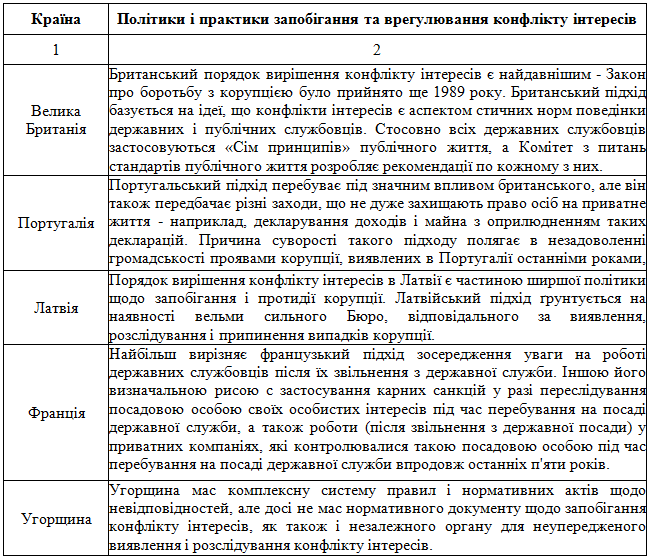 Країна
Політики і практики запобігання та врегулювання конфлікту інтересів
1
2
Велика
Британія
Британський порядок вирішення конфлікту інтересів є найдавнішим - Закон
про боротьбу з корупцією було прийнято ще 1989 року. Британський підхід
базується на ідеї, що конфлікти інтересів є аспектом стичних норм поведінки
державних і публічних службовців. Стосовно всіх державних службовців
застосовуються «Сім принципів» публічного життя, а Комітет з питань
стандартів публічного життя розробляє рекомендації по кожному з них.
Португалія
Португальський підхід перебуває під значним впливом британського, але він
також передбачає різні заходи, що не дуже захищають право осіб на приватне
життя - наприклад, декларування доходів і майна з оприлюдненням таких
декларацій. Причина суворості такого підходу полягає в незадоволенні
громадськості проявами корупції, виявлених в Португалії останніми роками,
Латвія
Порядок вирішення конфлікту інтересів в Латвії є частиною ширшої політики
щодо запобігання і протидії корупції. Латвійський підхід ґрунтується на
наявності вельми сильного Бюро, відповідального за виявлення,
розслідування і припинення випадків корупції.
Франція
Найбільш вирізняє французький підхід зосередження уваги на роботі
державних службовців після їх звільнення з державної служби. Іншою його
визначальною рисою с застосування карних санкцій у разі переслідування
посадовою особою своїх особистих інтересів під час перебування на посаді
державної служби, а також роботи (після звільнення з державної посади) у
приватних компаніях, які контролювалися такою посадовою особою під час
перебування на посаді державної служби впродовж останніх п'яти років.
Угорщина
Угорщина мас комплексну систему правил і нормативних актів щодо
невідповідностей, але досі не мас нормативного документу щодо запобігання
конфлікту інтересів, як також і незалежного органу для неупередженого
виявлення і розслідування конфлікту інтересів.